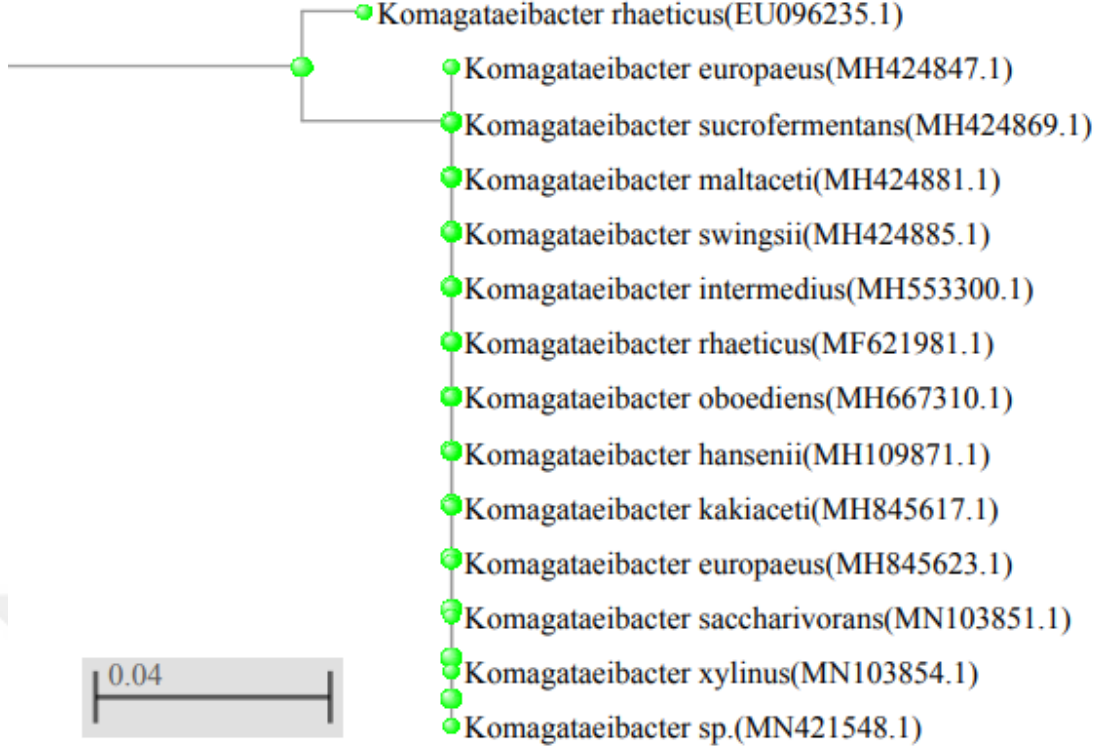 Komagataeibacter rhaeticus(EU096235.1)
Komagataeibacter europaeus(MH424847.1)
Komagataeibacter sucrofermentans(MH424869.1)
Komagataeibacter maltaceti(MH424881.1)
Komagataeibacter swingsii(MH424885.1)
Komagataeibacter intermedius(MH553300.1)
Komagataeibacter rhaeticus(MF621981.1)
Komagataeibacter oboediens(MH667310.1)
Komagataeibacter hansenii(MH109871.1)
Komagataeibacter kakiaceti(MH845617.1)
Komagataeibacter europaeus(MH845623.1)
Komagataeibacter saccharivorans(MN103851.1)
Komagataeibacter xylinus(MN103854.1)
Komagataeibacter sp.(MN421548.1)
0.04